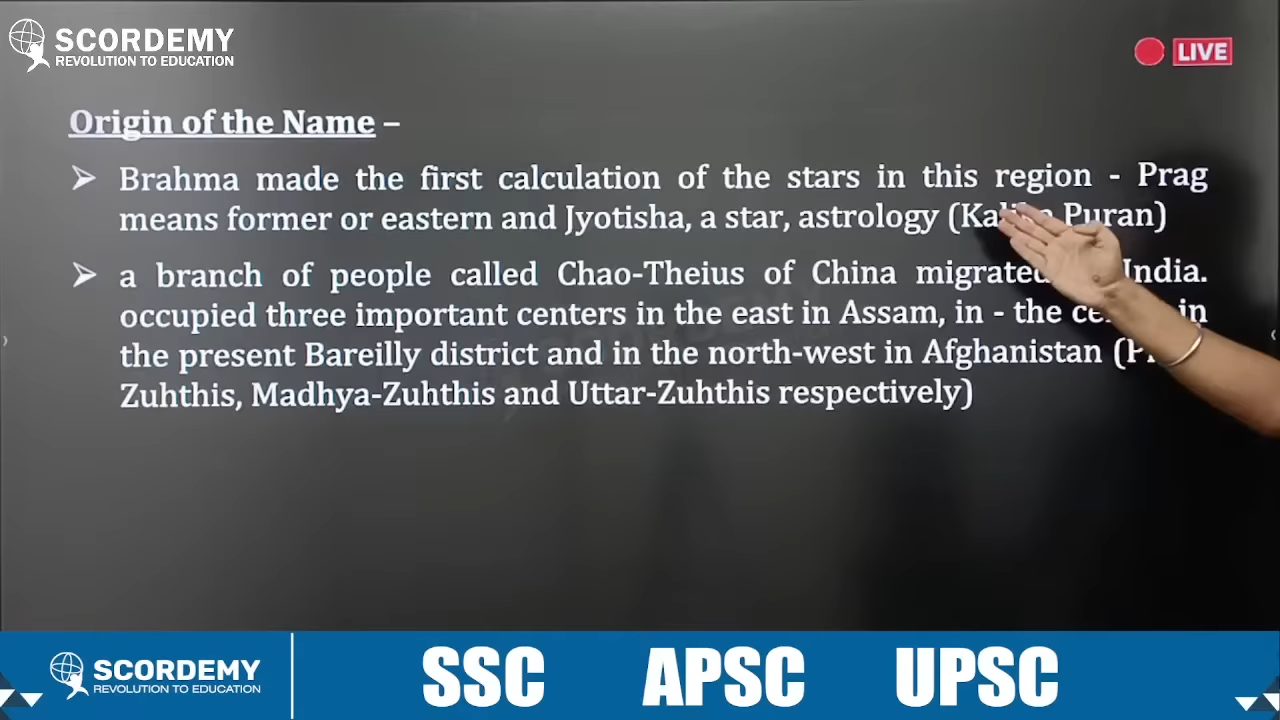 SCORDEMY
REVOLUTION TO EDUCATION
LIVE
Origin of the Name –
➢ Brahma made the first calculation of the stars in this region - Prag
means former or eastern and Jyotisha, a star, astrology (Kalika Puran)
➢ a branch of people called Chao-Theius of China migrated India.
occupied three important centers in the east in Assam, in - the in
the present Bareilly district and in the north-west in Afghanistan
Zuhthis, Madhya-Zuhthis and Uttar-Zuhthis respectively)
SCORDEMY
REVOLUTION TO EDUCATION
SSC APSC UPSC